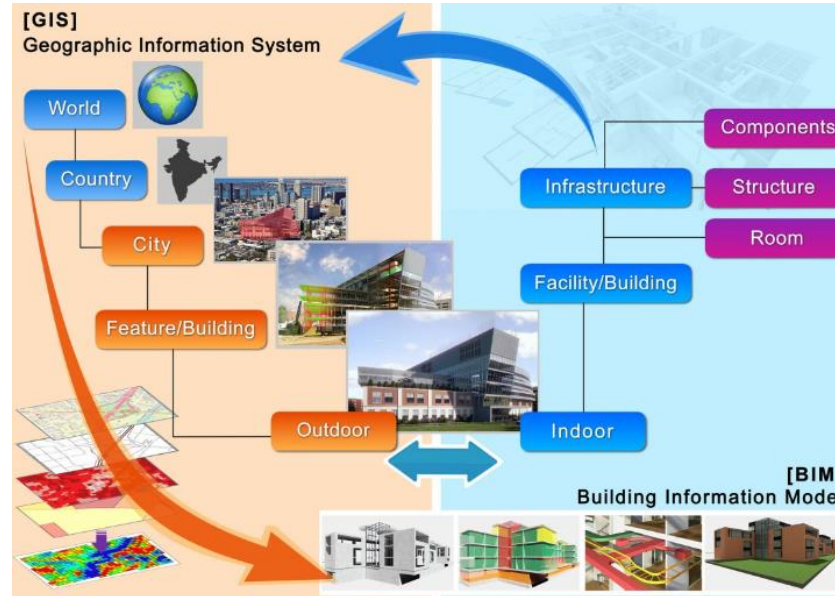 [GIS]
Geographic Information System
World
Country
City
Feature/Building
Outdoor
Components
Infrastructure
Structure
Room
Facility/Building
Indoor
[BIM
Building Information Mode